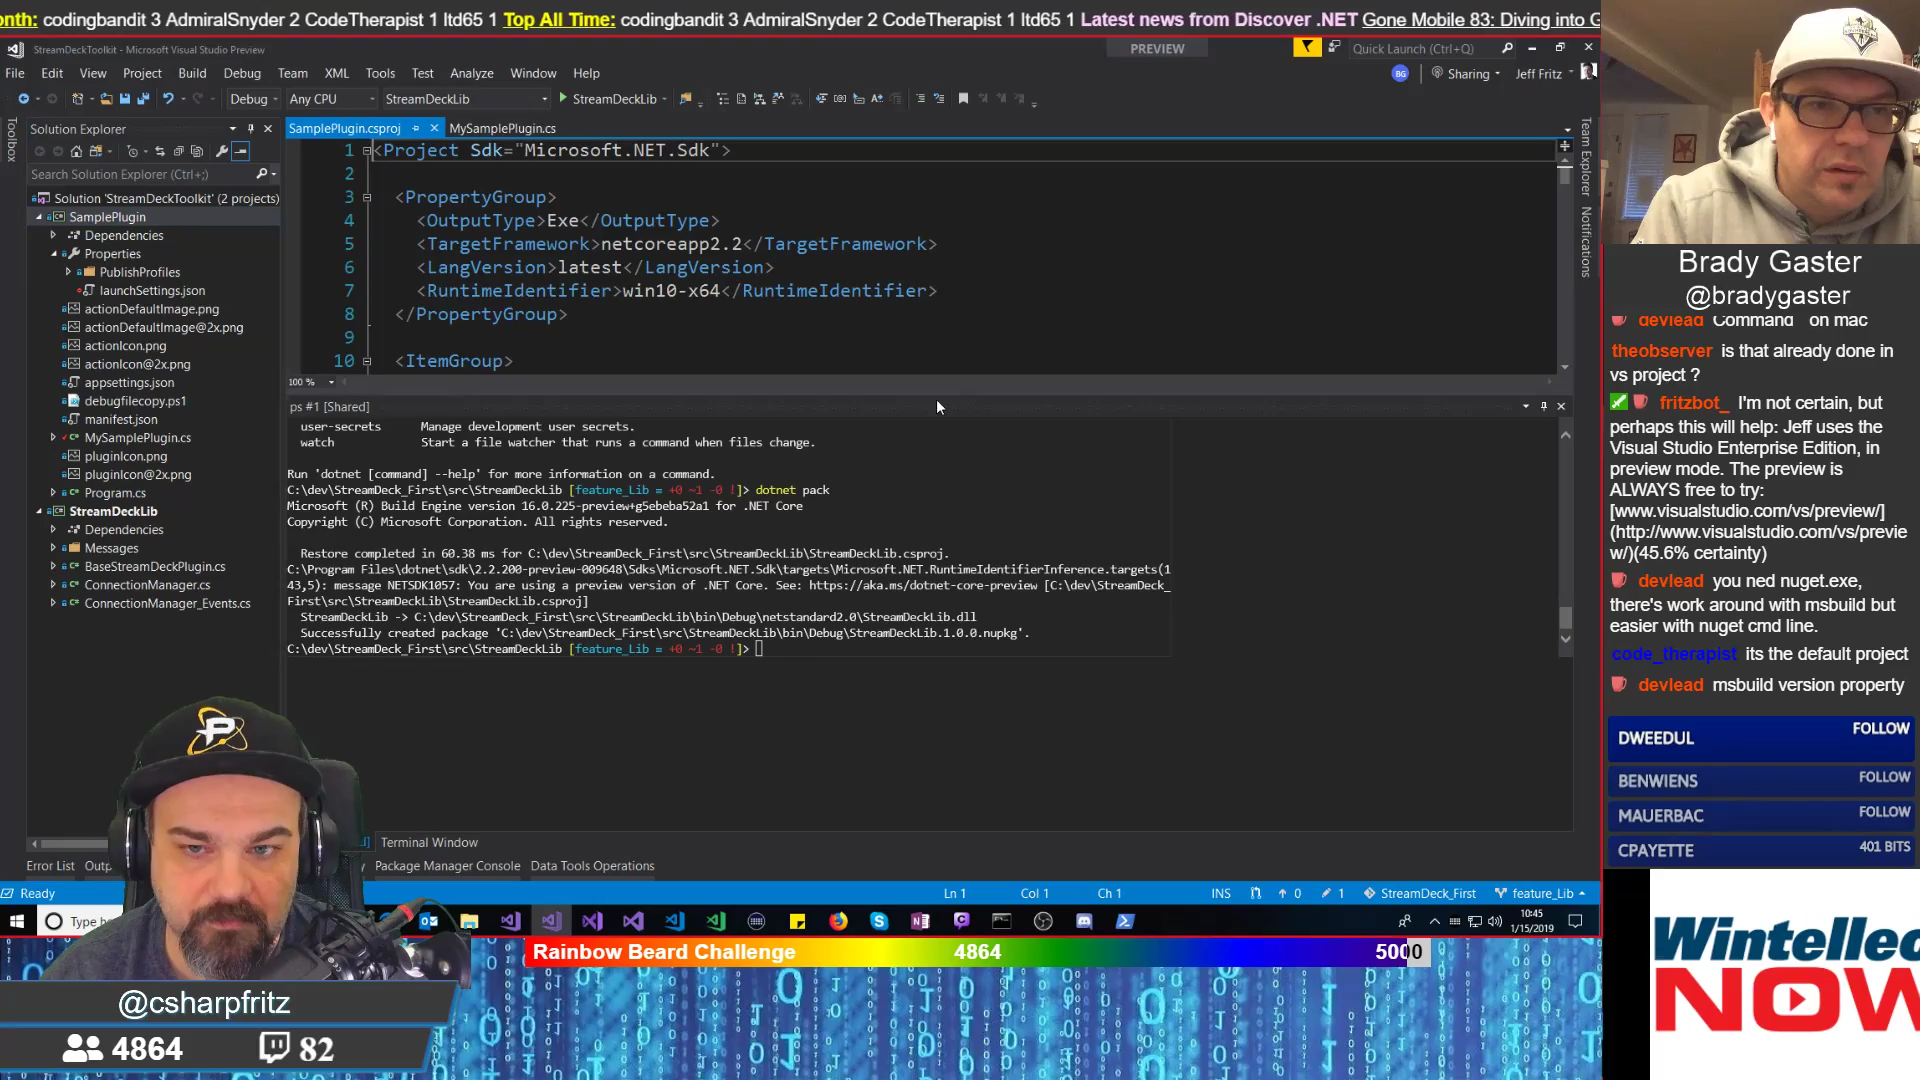 onth: codingbandit 3 AdmiralSnyder 2 CodeTherapist 1 ltd65 1 Top All Time: codingbandit 3 AdmiralSnyder 2 CodeTherapist 1 ltd65 1 Latest news from Discover .NET Gone Mobile 83: Diving into G
StreamDeckToolkit - Microsoft Visual Studio Preview
PREVIEW
Quick Launch (Ctrl+Q)
File Edit View Project Build Debug Team XML Tools Test Analyze Window Help
BG
Sharing
Jeff Fritz
Debug
Any CPU
StreamDeckLib
StreamDeckLib
Toolbox
Solution Explorer
Search Solution Explorer (Ctrl+;)
Solution 'StreamDeckToolkit' (2 projects)
SamplePlugin
Dependencies
Properties
PublishProfiles
launchSettings.json
actionDefaultImage.png
actionDefaultImage@2x.png
actionIcon.png
actionIcon@2x.png
appsettings.json
debugfilecopy.ps1
manifest.json
MySamplePlugin.cs
pluginIcon.png
pluginIcon@2x.png
Program.cs
StreamDeckLib
Dependencies
Messages
BaseStreamDeckPlugin.cs
ConnectionManager.cs
ConnectionManager_Events.cs
SamplePlugin.csproj
MySamplePlugin.cs
1 <Project Sdk="Microsoft.NET.Sdk">
2
3 <PropertyGroup>
4 <OutputType>Exe</OutputType>
5 <TargetFramework>netcoreapp2.2</TargetFramework>
6 <LangVersion>latest</LangVersion>
7 <RuntimeIdentifier>win10-x64</RuntimeIdentifier>
8 </PropertyGroup>
9
10 <ItemGroup>
100 %
Team Explorer
Notifications
ps #1 [Shared]
user-secrets Manage development user secrets.
watch Start a file watcher that runs a command when files change.
Run 'dotnet [command] --help' for more information on a command.
C:\dev\StreamDeck_First\src\StreamDeckLib [feature_Lib = +0 ~1 -0 !]> dotnet pack
Microsoft (R) Build Engine version 16.0.225-preview+g5ebeba52a1 for .NET Core
Copyright (C) Microsoft Corporation. All rights reserved.
Restore completed in 60.38 ms for C:\dev\StreamDeck_First\src\StreamDeckLib\StreamDeckLib.csproj.
C:\Program Files\dotnet\sdk\2.2.200-preview-009648\Sdks\Microsoft.NET.Sdk\targets\Microsoft.NET.RuntimeIdentifierInference.targets(1
43,5): message NETSDK1057: You are using a preview version of .NET Core. See: https://aka.ms/dotnet-core-preview [C:\dev\StreamDeck_
First\src\StreamDeckLib\StreamDeckLib.csproj]
StreamDeckLib -> C:\dev\StreamDeck_First\src\StreamDeckLib\bin\Debug\netstandard2.0\StreamDeckLib.dll
Successfully created package 'C:\dev\StreamDeck_First\src\StreamDeckLib\bin\Debug\StreamDeckLib.1.0.0.nupkg'.
C:\dev\StreamDeck_First\src\StreamDeckLib [feature_Lib = +0 ~1 -0 !]>
Terminal Window
Error List Outp
Package Manager Console
Data Tools Operations
Ready
Ln 1
Col 1
Ch 1
INS
0
1
StreamDeck_First
feature_Lib
Type he
10:45
1/15/2019
Brady Gaster
@bradygaster
devlead Command on mac
theobserver is that already done in
vs project ?
fritzbot_ I'm not certain, but
perhaps this will help: Jeff uses the
Visual Studio Enterprise Edition, in
preview mode. The preview is
ALWAYS free to try:
[www.visualstudio.com/vs/preview/]
(http://www.visualstudio.com/vs/previe
w/)(45.6% certainty)
devlead you ned nuget.exe,
there's work around with msbuild but
easier with nuget cmd line.
code_therapist its the default project
devlead msbuild version property
DWEEDUL FOLLOW
BENWIENS FOLLOW
MAUERBAC FOLLOW
CPAYETTE 401 BITS
Rainbow Beard Challenge 4864 5000
@csharpfritz
4864 82
Wintellec
NOW